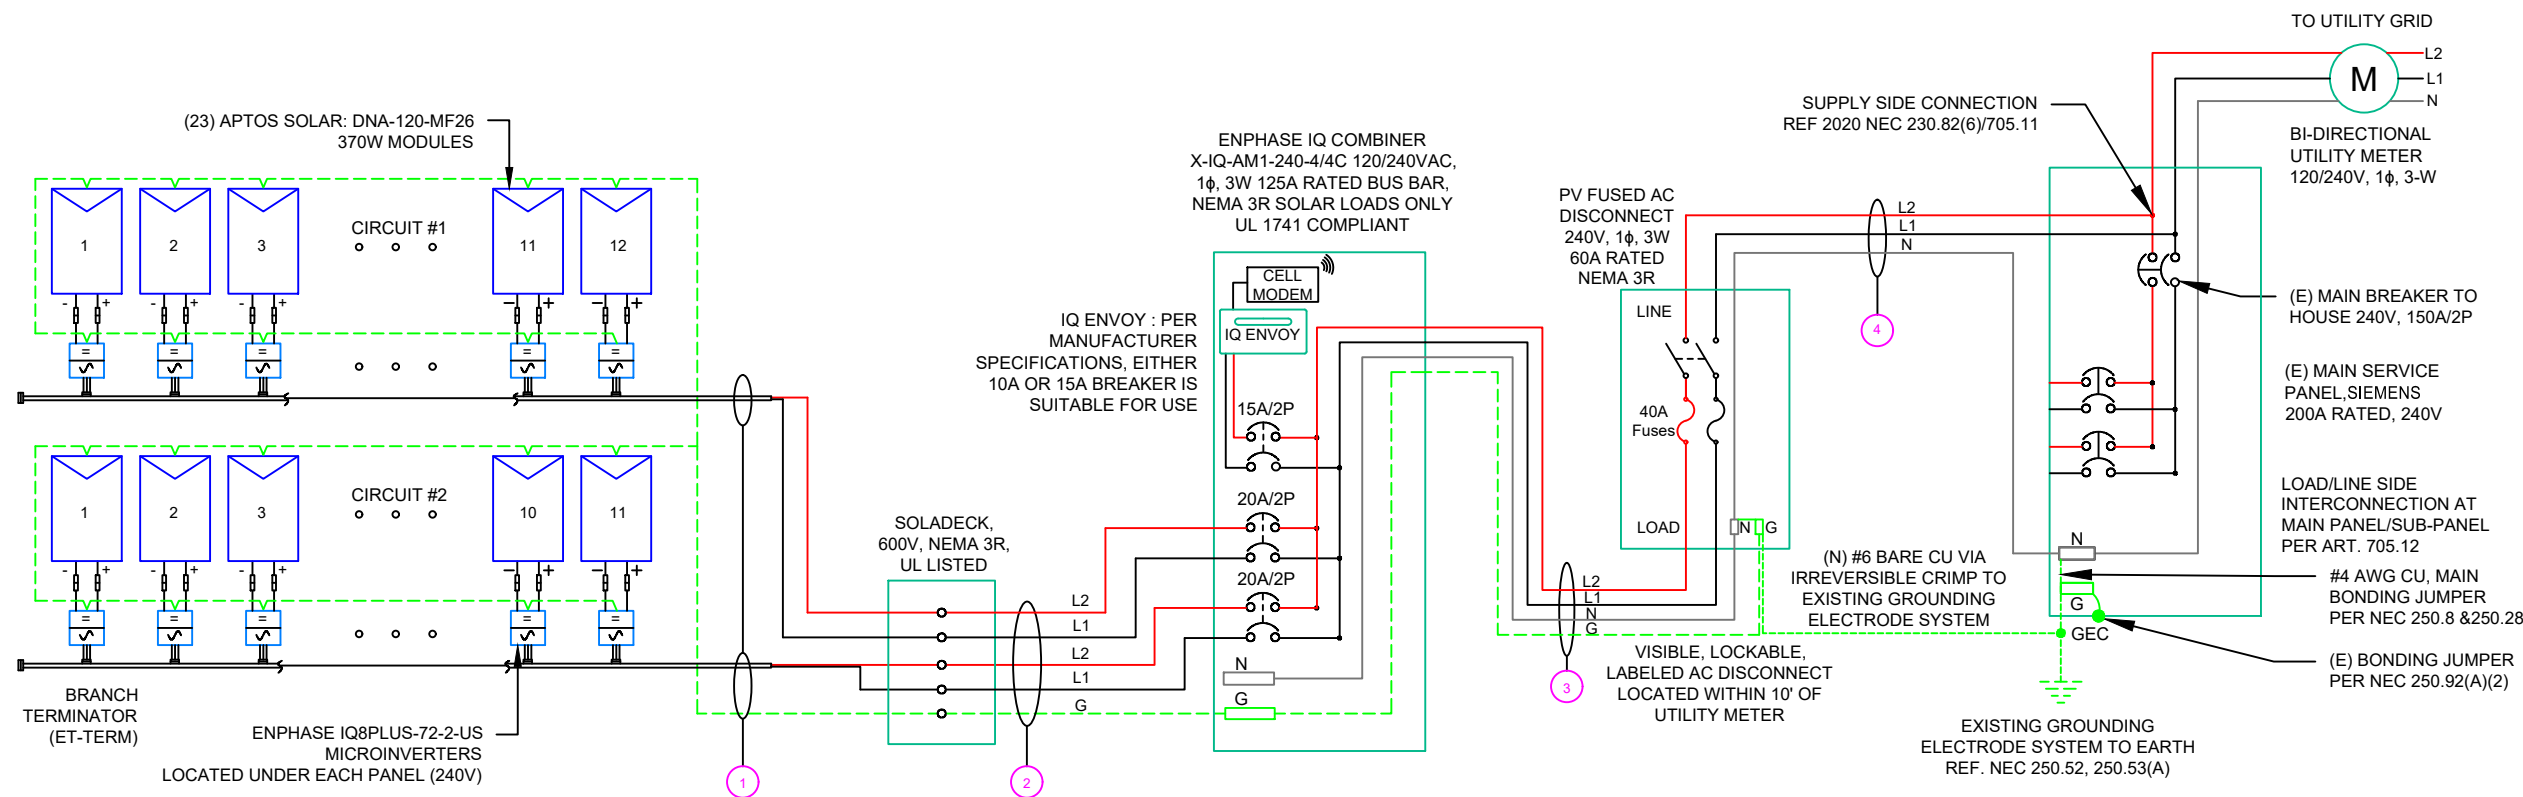 TO UTILITY GRID
L2
L1
N
M
BI-DIRECTIONAL
UTILITY METER
120/240V, 1ϕ, 3-W
SUPPLY SIDE CONNECTION
REF 2020 NEC 230.82(6)/705.11
(23) APTOS SOLAR: DNA-120-MF26
370W MODULES
1
2
3
CIRCUIT #1
11
12
- +
- +
- +
- +
- +
=
=
=
=
=
1
2
3
CIRCUIT #2
10
11
- +
- +
- +
- +
- +
=
=
=
=
=
BRANCH
TERMINATOR
(ET-TERM)
ENPHASE IQ8PLUS-72-2-US
MICROINVERTERS
LOCATED UNDER EACH PANEL (240V)
1
SOLADECK,
600V, NEMA 3R,
UL LISTED
L2
L1
L2
L1
G
2
ENPHASE IQ COMBINER
X-IQ-AM1-240-4/4C 120/240VAC,
1ϕ, 3W 125A RATED BUS BAR,
NEMA 3R SOLAR LOADS ONLY
UL 1741 COMPLIANT
CELL
MODEM
IQ ENVOY
IQ ENVOY : PER
MANUFACTURER
SPECIFICATIONS, EITHER
10A OR 15A BREAKER IS
SUITABLE FOR USE
15A/2P
20A/2P
20A/2P
N
G
PV FUSED AC
DISCONNECT
240V, 1ϕ, 3W
60A RATED
NEMA 3R
LINE
40A
Fuses
LOAD
N
G
L2
L1
N
G
3
VISIBLE, LOCKABLE,
LABELED AC DISCONNECT
LOCATED WITHIN 10' OF
UTILITY METER
L2
L1
N
4
(N) #6 BARE CU VIA
IRREVERSIBLE CRIMP TO
EXISTING GROUNDING
ELECTRODE SYSTEM
(E) MAIN BREAKER TO
HOUSE 240V, 150A/2P
(E) MAIN SERVICE
PANEL,SIEMENS
200A RATED, 240V
LOAD/LINE SIDE
INTERCONNECTION AT
MAIN PANEL/SUB-PANEL
PER ART. 705.12
N
G
GEC
#4 AWG CU, MAIN
BONDING JUMPER
PER NEC 250.8 &250.28
(E) BONDING JUMPER
PER NEC 250.92(A)(2)
EXISTING GROUNDING
ELECTRODE SYSTEM TO EARTH
REF. NEC 250.52, 250.53(A)